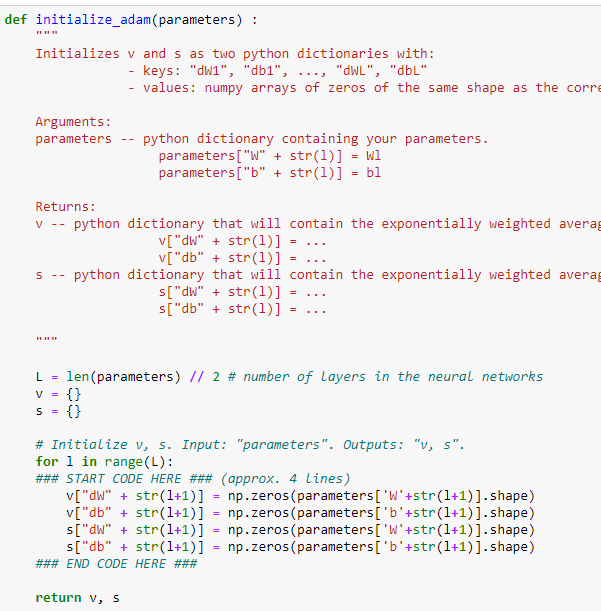 def initialize_adam(parameters) :
    """
    Initializes v and s as two python dictionaries with:
                - keys: "dW1", "db1", ..., "dWL", "dbL"
                - values: numpy arrays of zeros of the same shape as the corre
    Arguments:
    parameters -- python dictionary containing your parameters.
                    parameters["W" + str(l)] = Wl
                    parameters["b" + str(l)] = bl
    Returns:
    v -- python dictionary that will contain the exponentially weighted averag
                    v["dW" + str(l)] = ...
                    v["db" + str(l)] = ...
    s -- python dictionary that will contain the exponentially weighted averag
                    s["dW" + str(l)] = ...
                    s["db" + str(l)] = ...
    """
    L = len(parameters) // 2 # number of layers in the neural networks
    v = {}
    s = {}
    # Initialize v, s. Input: "parameters". Outputs: "v, s".
    for l in range(L):
    ### START CODE HERE ### (approx. 4 lines)
        v["dW" + str(l+1)] = np.zeros(parameters['W'+str(l+1)].shape)
        v["db" + str(l+1)] = np.zeros(parameters['b'+str(l+1)].shape)
        s["dW" + str(l+1)] = np.zeros(parameters['W'+str(l+1)].shape)
        s["db" + str(l+1)] = np.zeros(parameters['b'+str(l+1)].shape)
    ### END CODE HERE ###
    return v, s